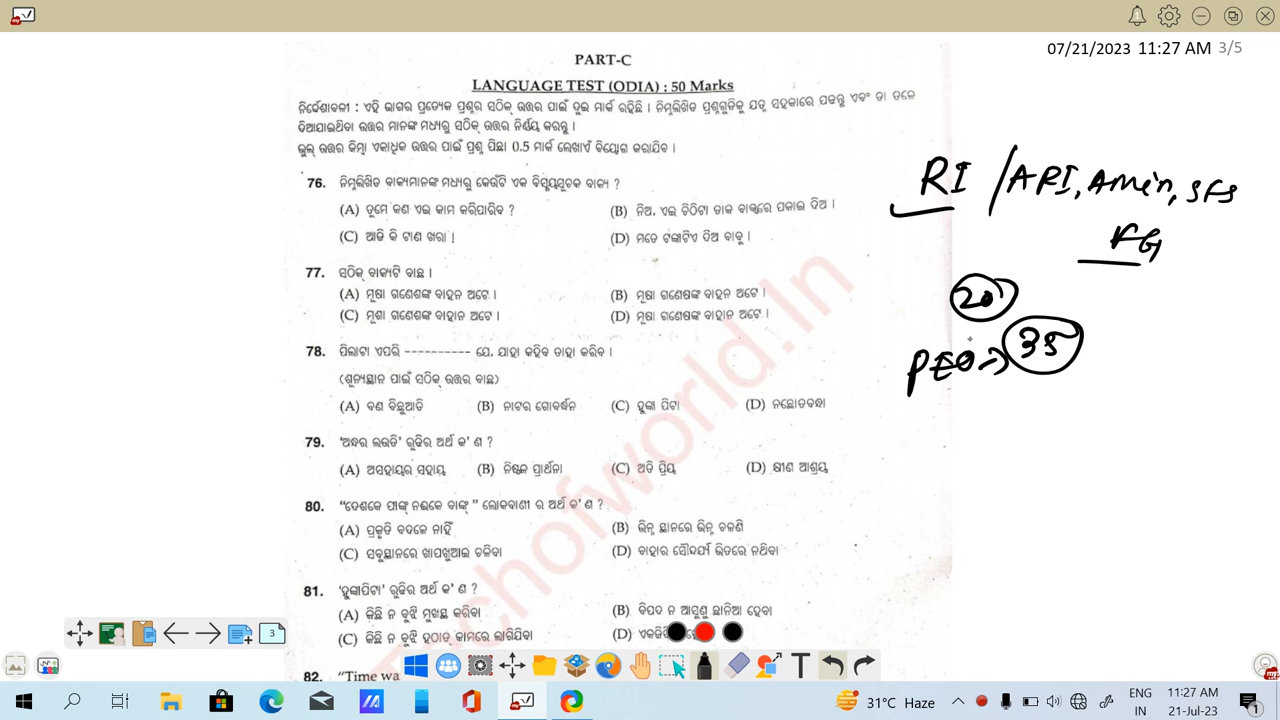 07/21/2023 11:27 AM 3/5
PART-C
LANGUAGE TEST (ODIA) : 50 Marks
ନିର୍ଦ୍ଦେଶାବଳୀ : ଏହି ଭାଗର ପ୍ରତ୍ୟେକ ପ୍ରଶ୍ନର ସଠିକ୍ ଉତ୍ତର ପାଇଁ ଦୁଇ ମାର୍କ ରହିଛି । ନିମ୍ନଲିଖିତ ପ୍ରଶ୍ନଗୁଡିକୁ ଯତ୍ନ ସହକାରେ ପଢନ୍ତୁ ଏବଂ ତା ତଳେ
ଦିଆଯାଇଥିବା ଉତ୍ତର ମାନଙ୍କ ମଧ୍ୟରୁ ସଠିକ୍ ଉତ୍ତର ନିର୍ଣ୍ଣୟ କରନ୍ତୁ ।
ଭୁଲ୍ ଉତ୍ତର କିମ୍ବା ଏକାଧିକ ଉତ୍ତର ପାଇଁ ପ୍ରଶ୍ନ ପିଛା 0.5 ମାର୍କ ଲେଖାଏଁ ବିୟୋଗ କରାଯିବ ।
76. ନିମ୍ନଲିଖିତ ବାକ୍ୟମାନଙ୍କ ମଧ୍ୟରୁ କେଉଁଟି ଏକ ବିସ୍ମୟସୂଚକ ବାକ୍ୟ ?
(A) ତୁମେ କଣ ଏଇ କାମ କରିପାରିବ ? (B) ନିଅ, ଏଇ ଚିଠିଟା ଡାକ ବାକ୍ସରେ ପକାଇ ଦିଅ ।
(C) ଆଜି କି ଟାଣ ଖରା ! (D) ମତେ ଟଙ୍କାଟିଏ ଦିଅ ବାବୁ ।
77. ସଠିକ୍ ବାକ୍ୟଟି ବାଛ ।
(A) ମୂଷା ଗଣେଶଙ୍କ ବାହନ ଅଟେ । (B) ମୂଷା ଗଣେଷଙ୍କ ବାହନ ଅଟେ ।
(C) ମୂଶା ଗଣେଶଙ୍କ ବାହାନ ଅଟେ । (D) ମୂଷା ଗଣେଷଙ୍କ ବାହାନ ଅଟେ ।
78. ପିଲାଟା ଏପରି ---------- ଯେ, ଯାହା କହିବ ତାହା କରିବ ।
(ଶୂନ୍ୟସ୍ଥାନ ପାଇଁ ସଠିକ୍ ଉତ୍ତର ବାଛ)
(A) ବଣ ବିଛୁଆତି (B) ନାଟର ଗୋବର୍ଦ୍ଧନ (C) ହୁଙ୍କା ପିଟା (D) ନଛୋଡବନ୍ଧା
79. ‘ଅନ୍ଧର ଲଉଡି’ ରୁଢିର ଅର୍ଥ କ’ ଣ ?
(A) ଅସହାୟର ସହାୟ (B) ନିଷ୍ଫଳ ପ୍ରାର୍ଥନା (C) ଅତି ପ୍ରିୟ (D) କ୍ଷୀଣ ଆଶ୍ରୟ
80. “ଦେଶକେ ଫାଙ୍କ୍ ନଈକେ ବାଙ୍କ୍ ” ଲୋକବାଣୀ ର ଅର୍ଥ କ’ ଣ ?
(A) ପ୍ରକୃତି ବଦଳେ ନାହିଁ (B) ଭିନ୍ନ ସ୍ଥାନରେ ଭିନ୍ନ ଚଳଣି
(C) ସବୁସ୍ଥାନରେ ଖାପଖୁଆଇ ଚଳିବା (D) ବାହାର ସୌନ୍ଦର୍ଯ୍ୟ ଭିତରେ ନଥିବା
81. ‘ହୁଙ୍କାପିଟା’ ରୁଢିର ଅର୍ଥ କ’ ଣ ?
(A) କିଛି ନ ବୁଝି ମୁଖସ୍ଥ କରିବା (B) ବିପଦ ନ ଆସୁଣୁ ଛାନିଆ ହେବା
(C) କିଛି ନ ବୁଝି ହଠାତ୍ କାମରେ ଲାଗିଯିବା (D)
82. “Time wa
RI / ARI, Amin, SFS
FG
20
PEO => 35
3
31°C Haze
ENG
IN
11:27 AM
21-Jul-23